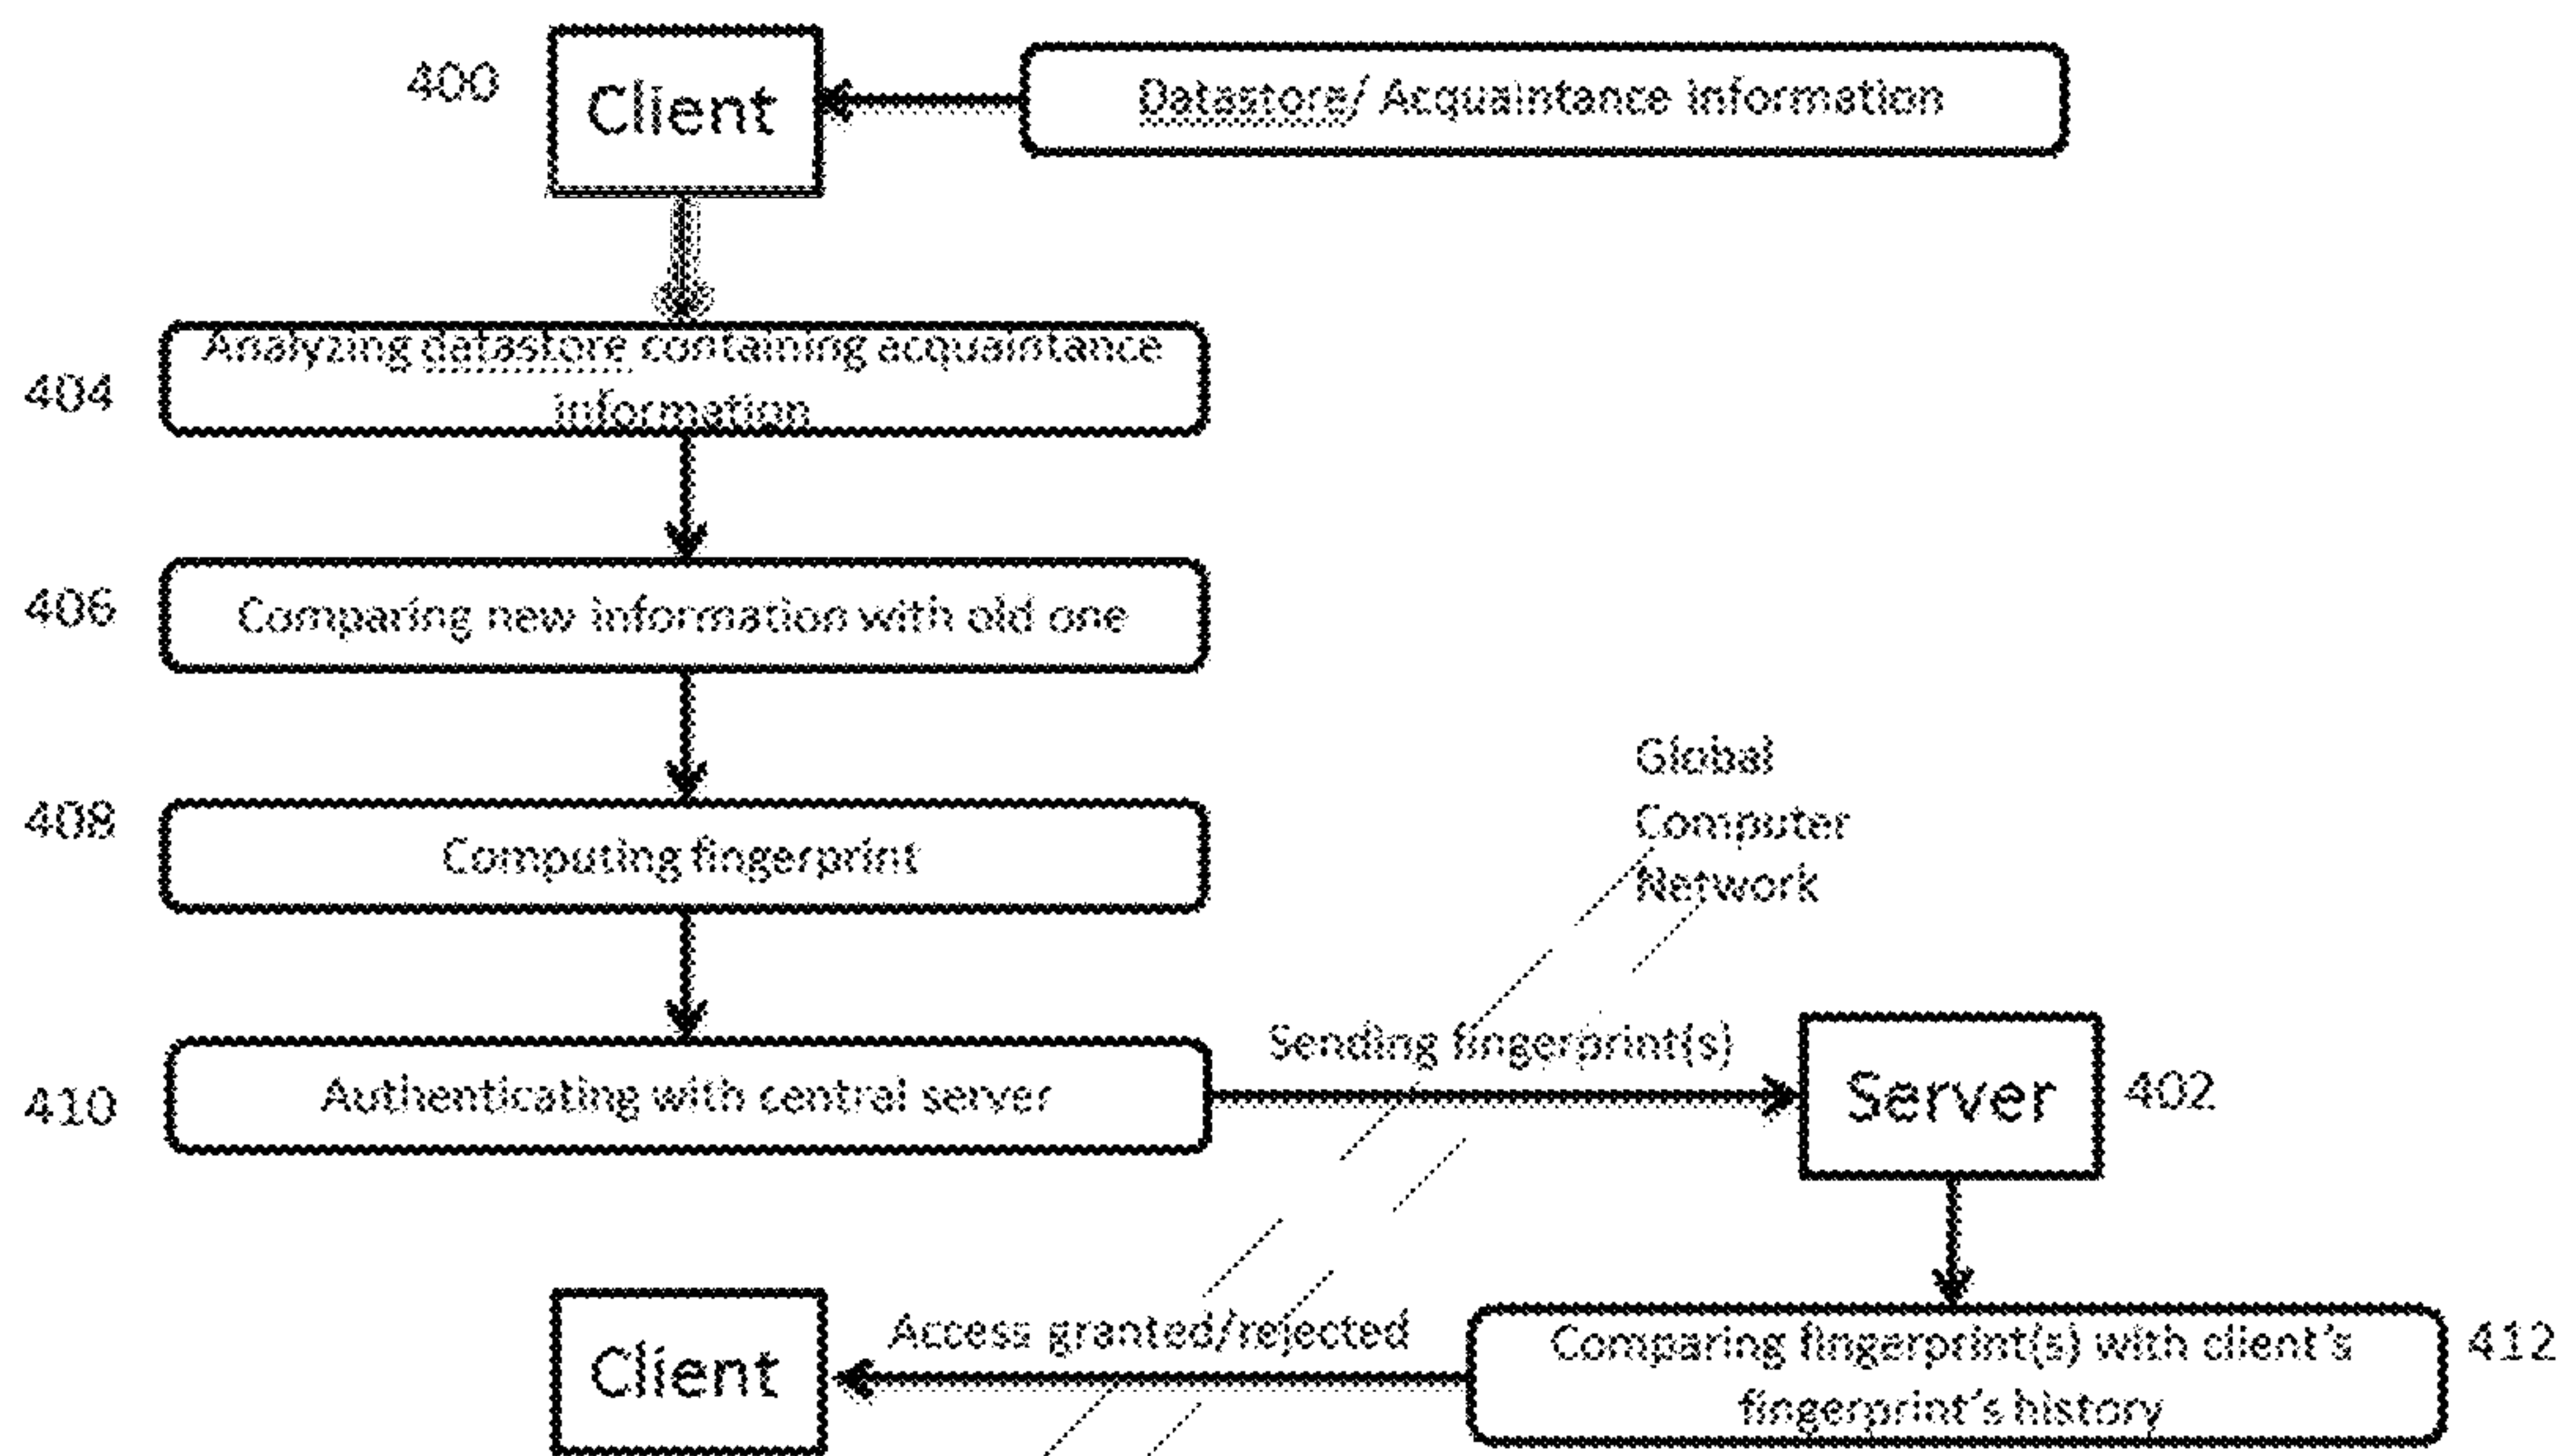 400
Client
Datastore/ Acquaintance Information
404
Analyzing datastore containing acquaintance
information
406
Comparing new information with old one
408
Computing fingerprint
Global
Computer
Network
410
Authenticating with central server
Sending fingerprint(s)
Server
402
Client
Access granted/rejected
Comparing fingerprint(s) with client's
fingerprint's history
412